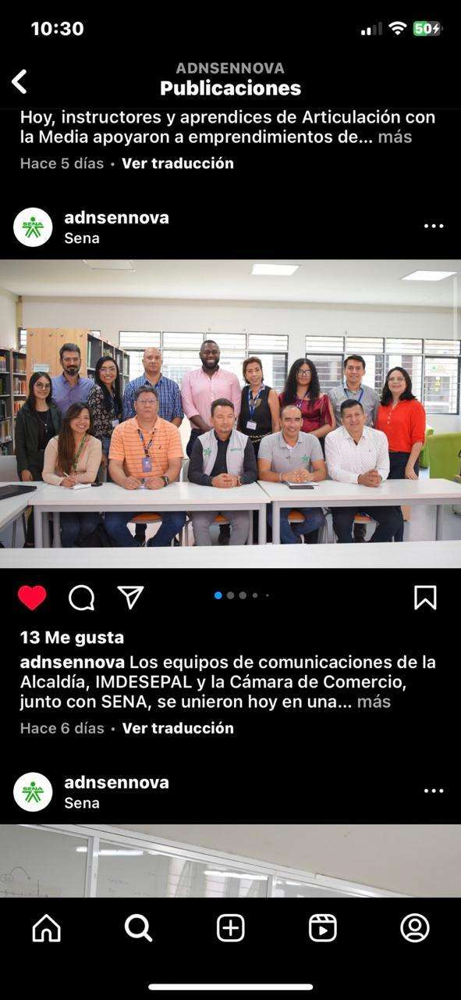 10:30
50
ADNSENNOVA
Publicaciones
Hoy, instructores y aprendices de Articulación con
la Media apoyaron a emprendimientos de... más
Hace 5 días • Ver traducción
SENA
adnsennova
Sena
13 Me gusta
adnsennova Los equipos de comunicaciones de la
Alcaldía, IMDESEPAL y la Cámara de Comercio,
junto con SENA, se unieron hoy en una... más
Hace 6 días • Ver traducción
SENA
adnsennova
Sena